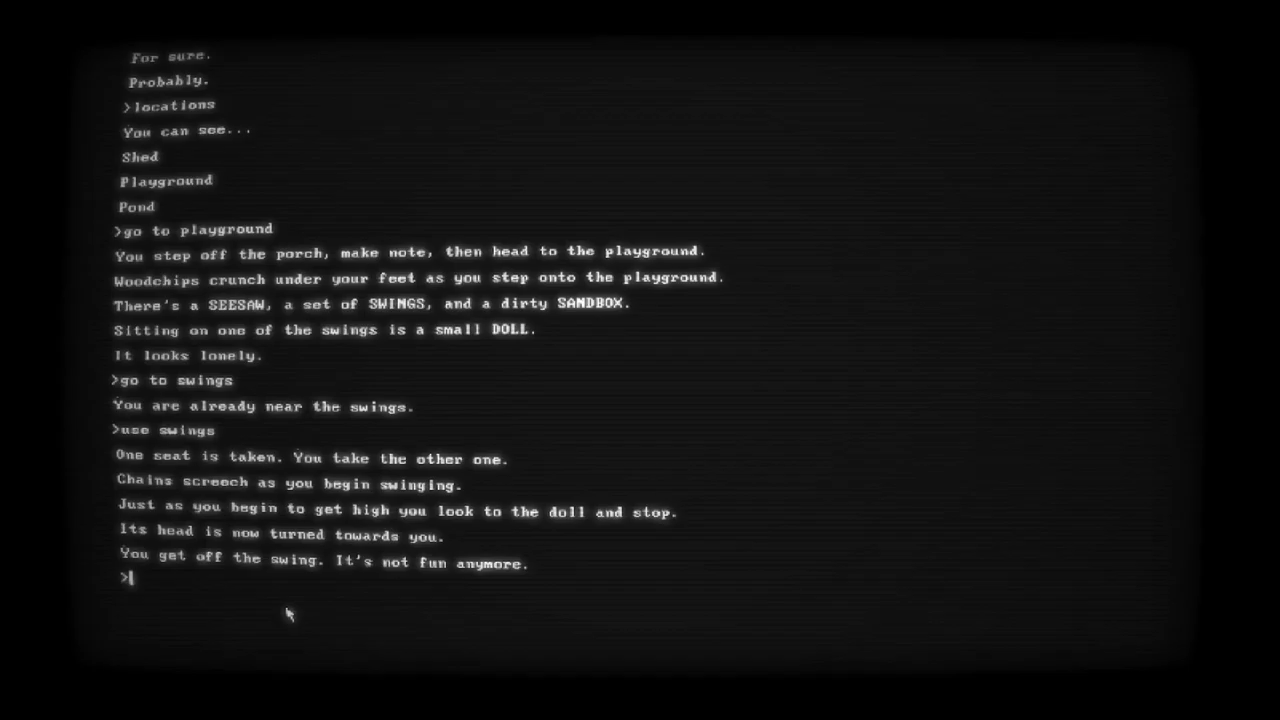 For sure.
Probably.
>locations
You can see...
Shed
Playground
Pond
>go to playground
You step off the porch, make note, then head to the playground.
Woodchips crunch under your feet as you step onto the playground.
There's a SEESAW, a set of SWINGS, and a dirty SANDBOX.
Sitting on one of the swings is a small DOLL.
It looks lonely.
>go to swings
You are already near the swings.
>use swings
One seat is taken. You take the other one.
Chains screech as you begin swinging.
Just as you begin to get high you look to the doll and stop.
Its head is now turned towards you.
You get off the swing. It's not fun anymore.
>